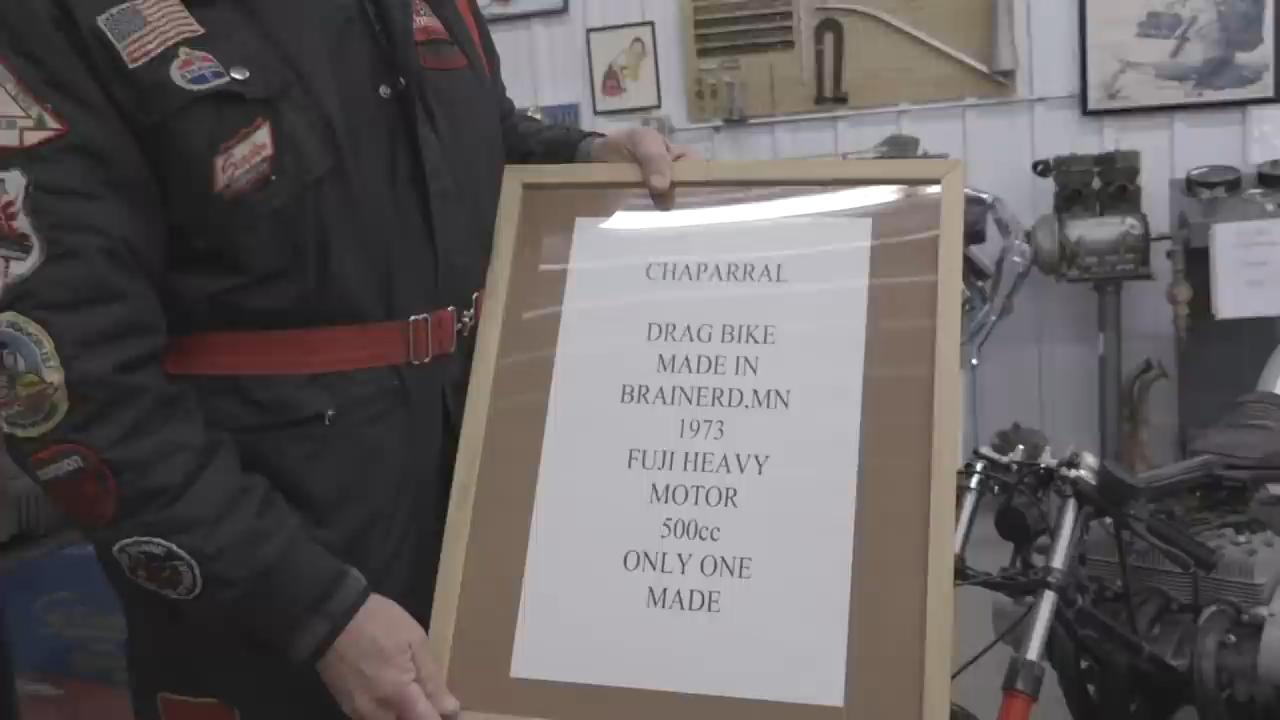 CHAPARRAL
DRAG BIKE
MADE IN
BRAINERD,MN
1973
FUJI HEAVY
MOTOR
500cc
ONLY ONE
MADE